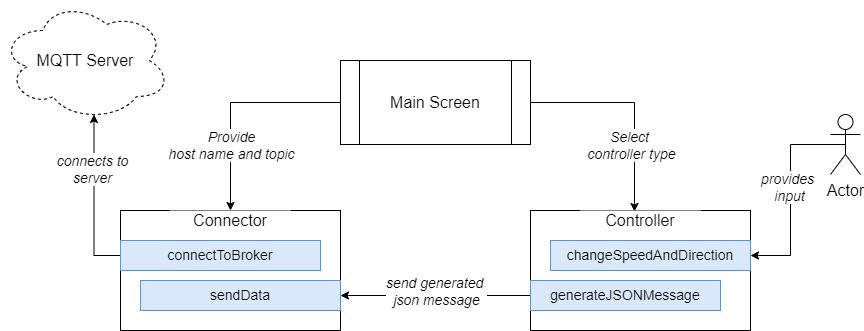 MQTT Server
Main Screen
Provide
host name and topic
Select
controller type
connects to
server
provides
input
Actor
Connector
Controller
connectToBroker
changeSpeedAndDirection
sendData
send generated
json message
generateJSONMessage